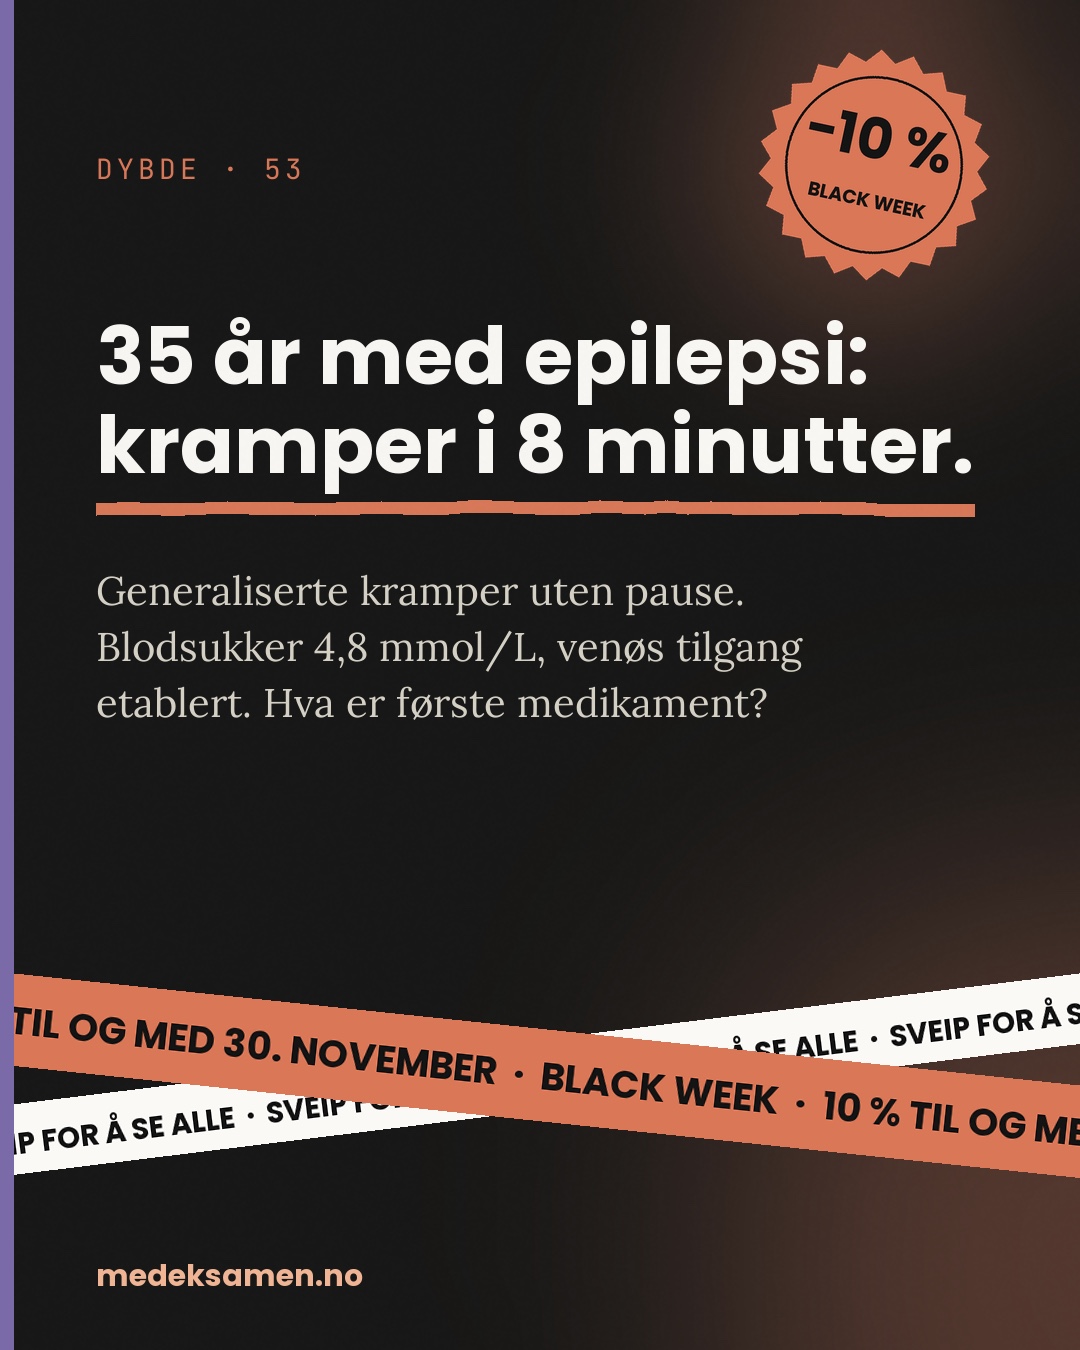 DYBDE · 53
-10 %
BLACK WEEK
35 år med epilepsi:
kramper i 8 minutter.
Generaliserte kramper uten pause.
Blodsukker 4,8 mmol/L, venøs tilgang
etablert. Hva er første medikament?
TIL OG MED 30. NOVEMBER · BLACK WEEK · 10 % TIL OG ME
IP FOR Å SE ALLE · SVEIP FO Å SE ALLE · SVEIP FOR Å S
medeksamen.no